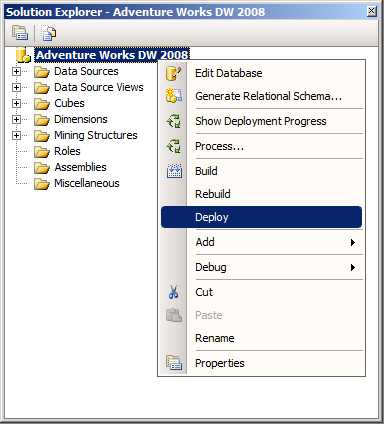 Solution Explorer - Adventure Works DW 2008
Adventure Works DW 2008
Data Sources
Data Source Views
Cubes
Dimensions
Mining Structures
Roles
Assemblies
Miscellaneous
Edit Database
Generate Relational Schema...
Show Deployment Progress
Process...
Build
Rebuild
Deploy
Add
Debug
Cut
Paste
Rename
Properties